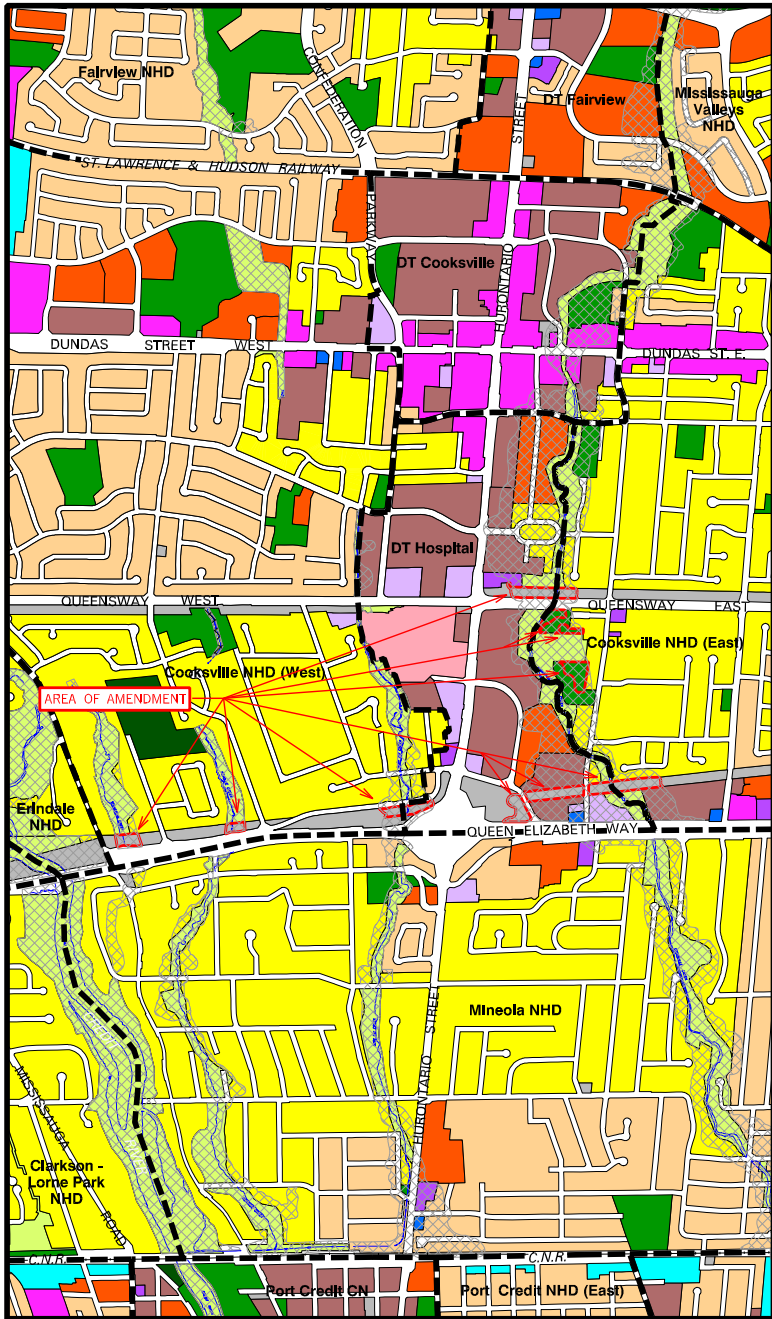 Fairview NHD
CONFEDERATION
PARKWAY
STREET
DT Fairview
Mississauga
Valleys
NHD
ST. LAWRENCE & HUDSON RAILWAY
DT Cooksville
HURONTARIO
DUNDAS STREET WEST
DUNDAS ST. E.
DT Hospital
QUEENSWAY WEST
QUEENSWAY EAST
Cooksville NHD (West)
Cooksville NHD (East)
AREA OF AMENDMENT
Erindale
NHD
QUEEN ELIZABETH WAY
Mineola NHD
HURONTARIO STREET
MISSISSAUGA ROAD
Clarkson -
Lorne Park
NHD
C.N.R.
C.N.R.
Port Credit CN
Port Credit NHD (East)